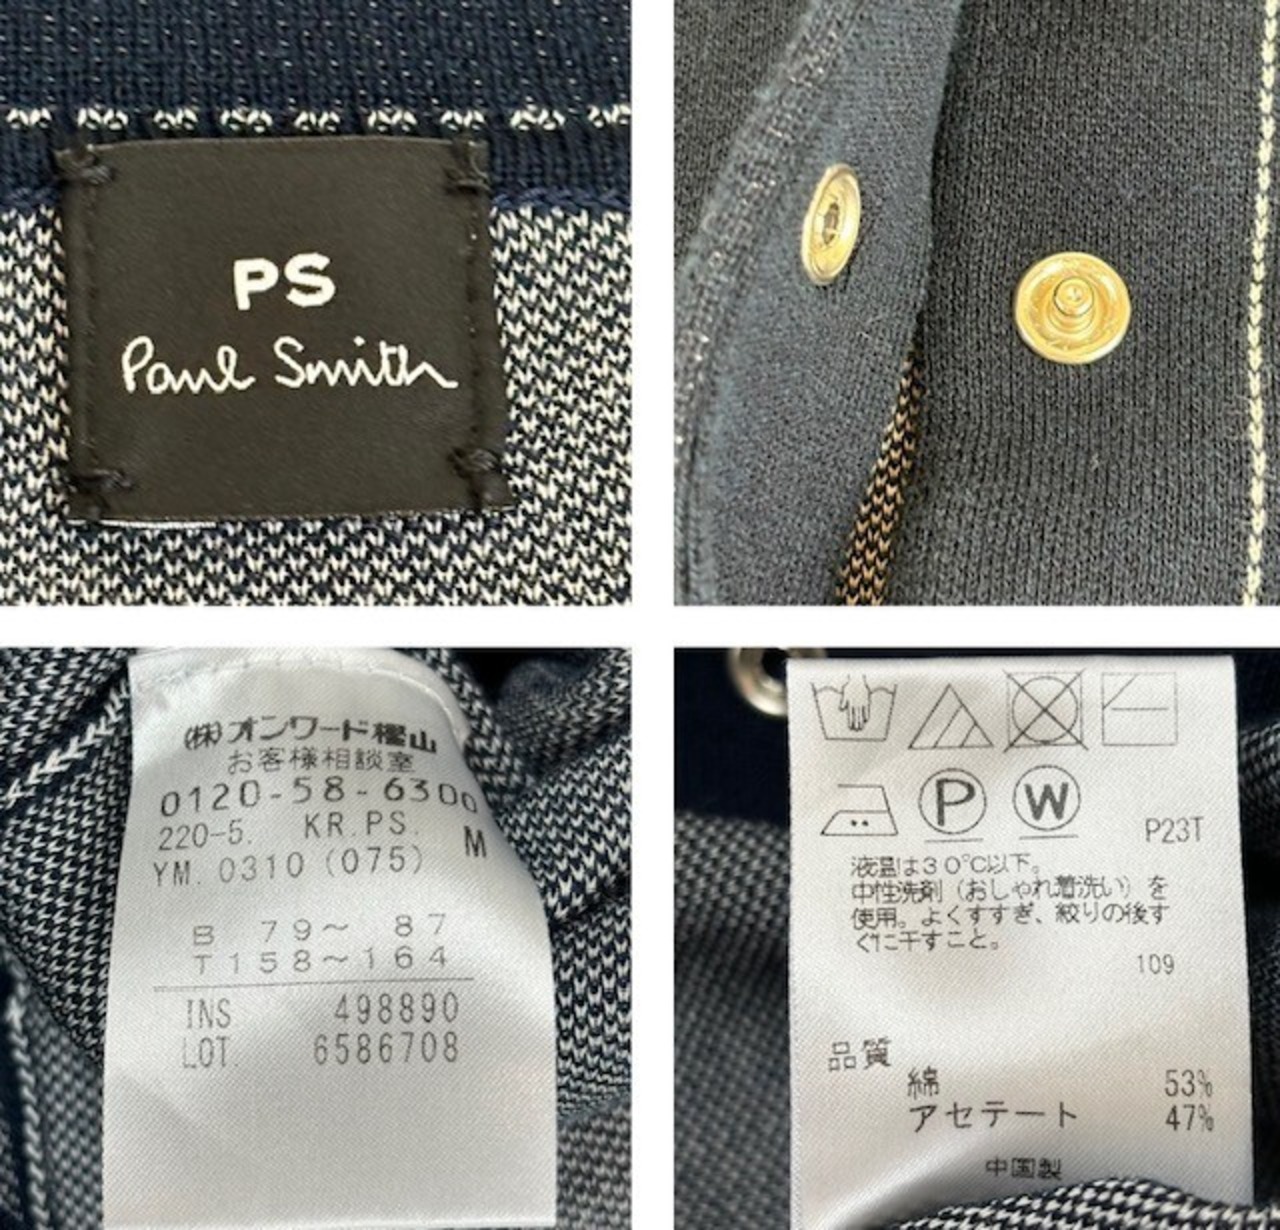 PS
Paul Smith
(株)オンワード樫山
お客様相談室
0120-58-6300
220-5. KR.PS. M
YM. 0310 (075)
B 79～ 87
T158～164
INS 498890
LOT. 6586708
P W
P23T
液温は30℃以下。
中性洗剤（おしゃれ着洗い）を
使用。よくすすぎ、絞りの後す
ぐに干すこと。
109
品質
綿 53%
アセテート 47%
中国製